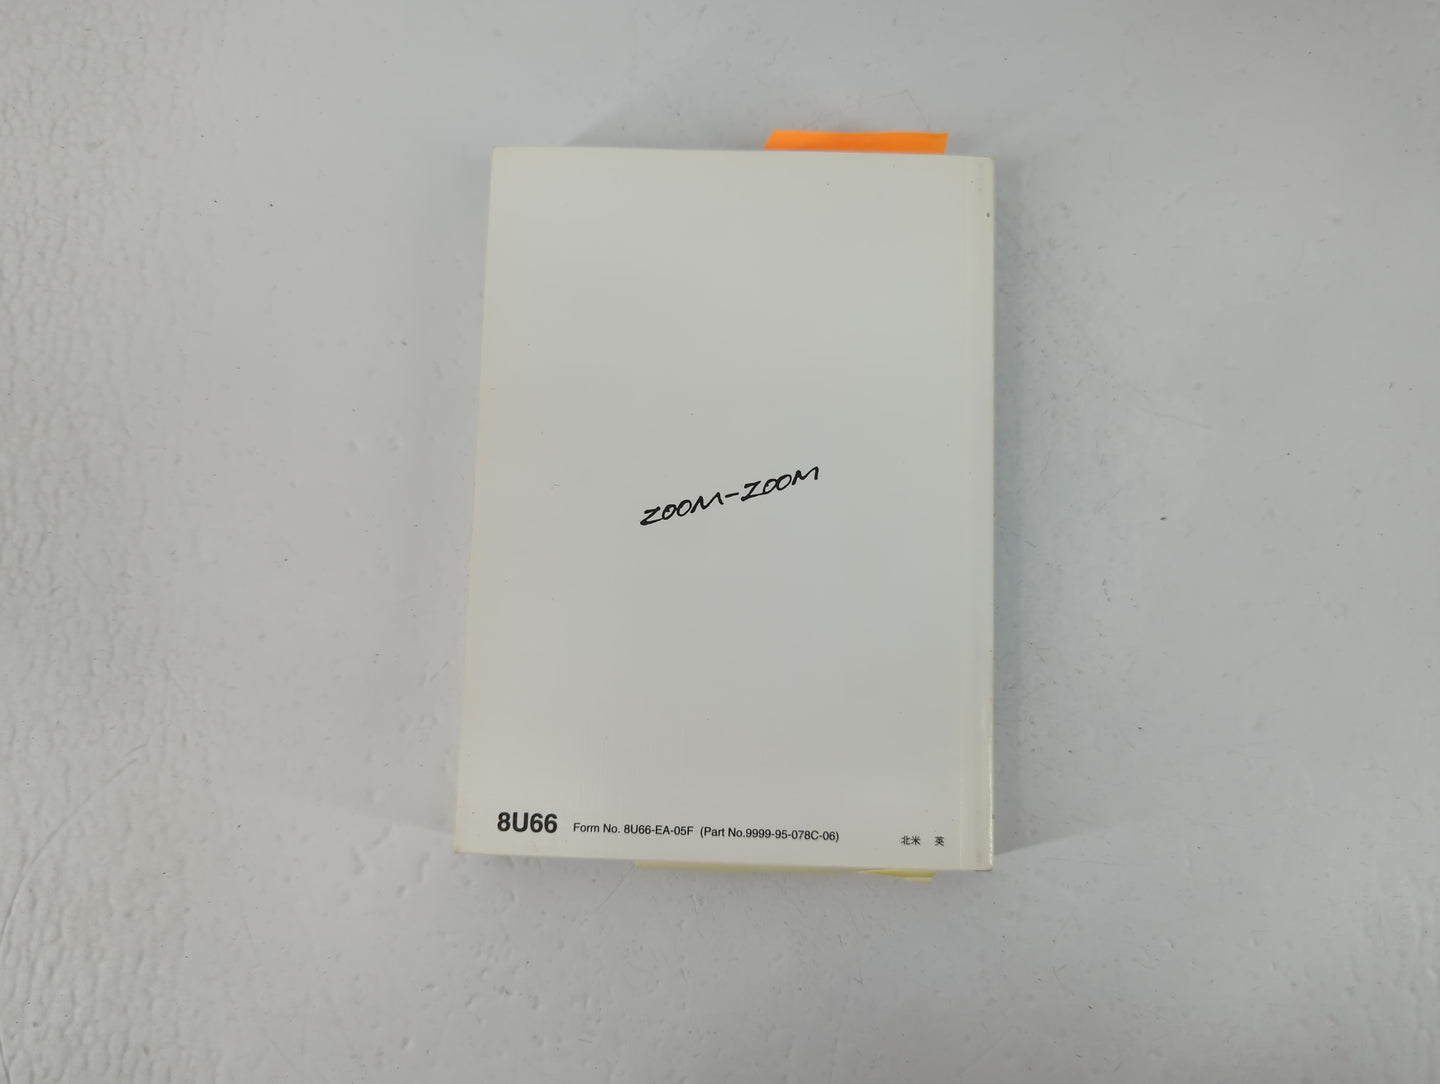 ZOOM-ZOOM
8U66 Form No. 8U66-EA-05F (Part No.9999-95-078C-06) 北米 英